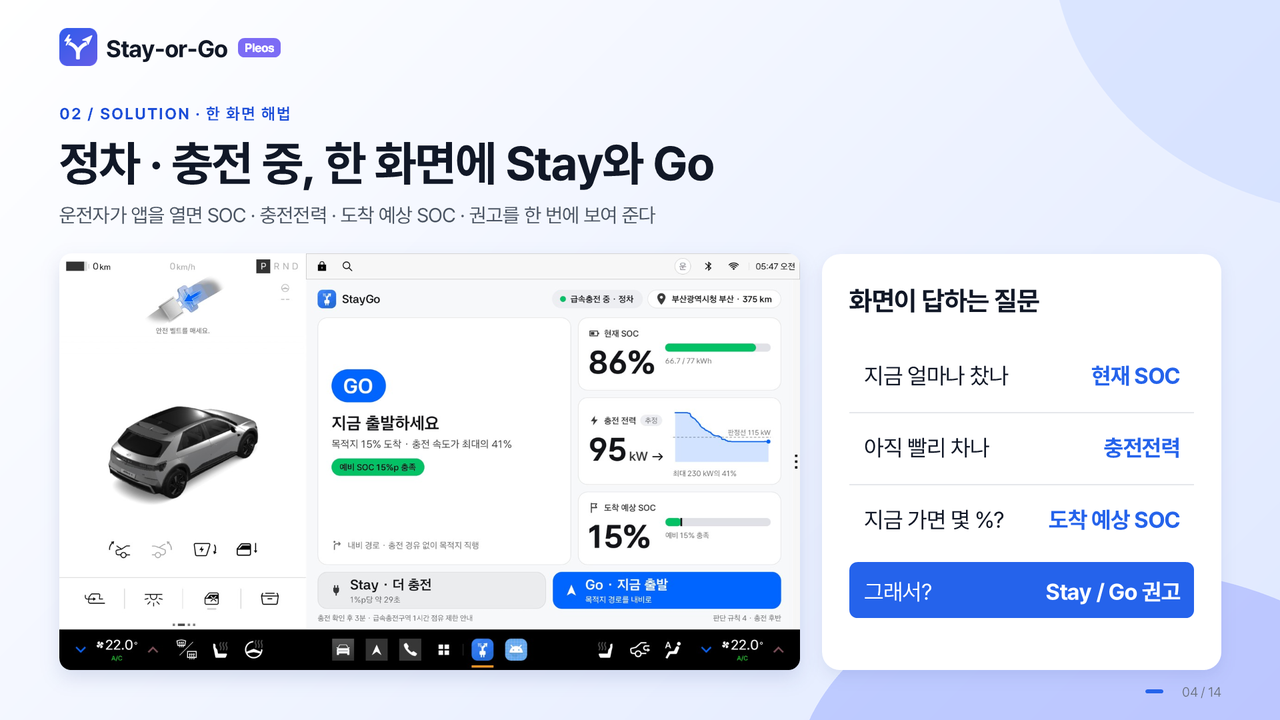 Stay-or-Go Pleos
02 / SOLUTION · 한 화면 해법
정차 · 충전 중, 한 화면에 Stay와 Go
운전자가 앱을 열면 SOC · 충전전력 · 도착 예상 SOC · 권고를 한 번에 보여 준다
0 km
0 km/h
P R N D
안전 벨트를 매세요.
운
05:47 오전
StayGo
급속충전 중 · 정차
부산광역시청 부산 · 375 km
GO
지금 출발하세요
목적지 15% 도착 · 충전 속도가 최대의 41%
예비 SOC 15%p 충족
내비 경로 · 충전 경유 없이 목적지 직행
현재 SOC
86%
66.7 / 77 kWh
충전 전력 추정
95 kW →
판정선 115 kW
최대 230 kW의 41%
도착 예상 SOC
15%
예비 15% 충족
Stay · 더 충전
1%p당 약 29초
Go · 지금 출발
목적지 경로를 내비로
충전 확인 후 3분 · 급속충전구역 1시간 점유 제한 안내
판단 규칙 4 · 충전 후반
22.0°
A/C
22.0°
A/C
화면이 답하는 질문
지금 얼마나 찼나 현재 SOC
아직 빨리 차나 충전전력
지금 가면 몇 %? 도착 예상 SOC
그래서? Stay / Go 권고
04 / 14